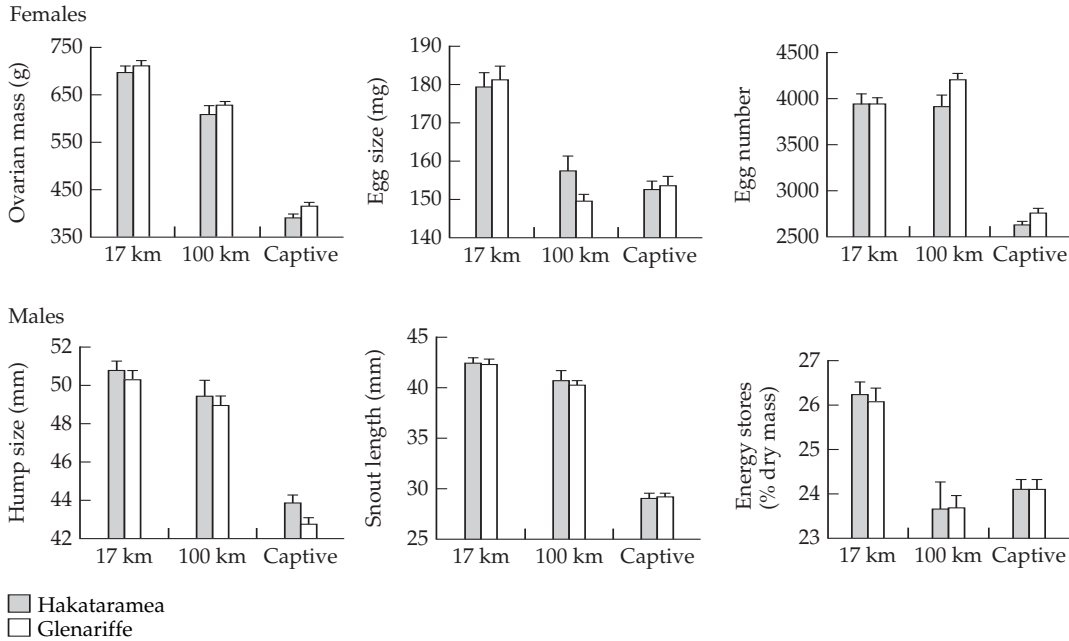 Females
Ovarian mass (g)
750
650
550
450
350
17 km 100 km Captive
Egg size (mg)
190
180
170
160
150
140
17 km 100 km Captive
Egg number
4500
4000
3500
3000
2500
17 km 100 km Captive
Males
Hump size (mm)
52
50
48
46
44
42
17 km 100 km Captive
Snout length (mm)
45
40
35
30
25
17 km 100 km Captive
Energy stores
(% dry mass)
27
26
25
24
23
17 km 100 km Captive
Hakataramea
Glenariffe